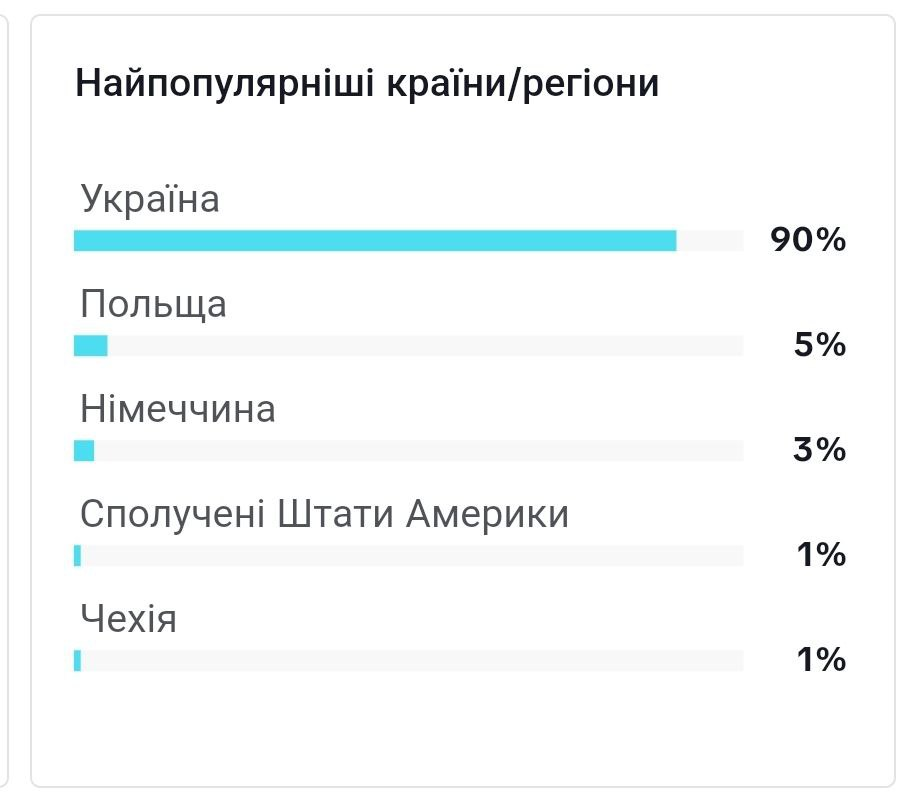 Найпопулярніші країни/регіони
Україна
90%
Польща
5%
Німеччина
3%
Сполучені Штати Америки
1%
Чехія
1%